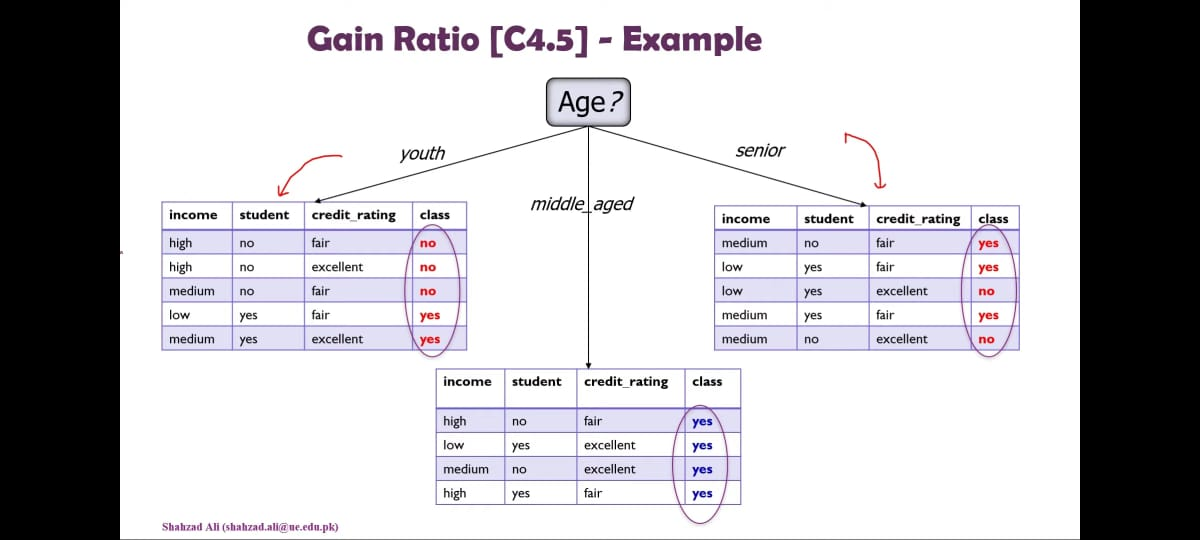 Gain Ratio [C4.5] - Example
Age?
youth
senior
middle_aged
income student credit_rating class
high no fair no
high no excellent no
medium no fair no
low yes fair yes
medium yes excellent yes
income student credit_rating class
medium no fair yes
low yes fair yes
low yes excellent no
medium yes fair yes
medium no excellent no
income student credit_rating class
high no fair yes
low yes excellent yes
medium no excellent yes
high yes fair yes
Shahzad Ali (shahzad.ali@ue.edu.pk)